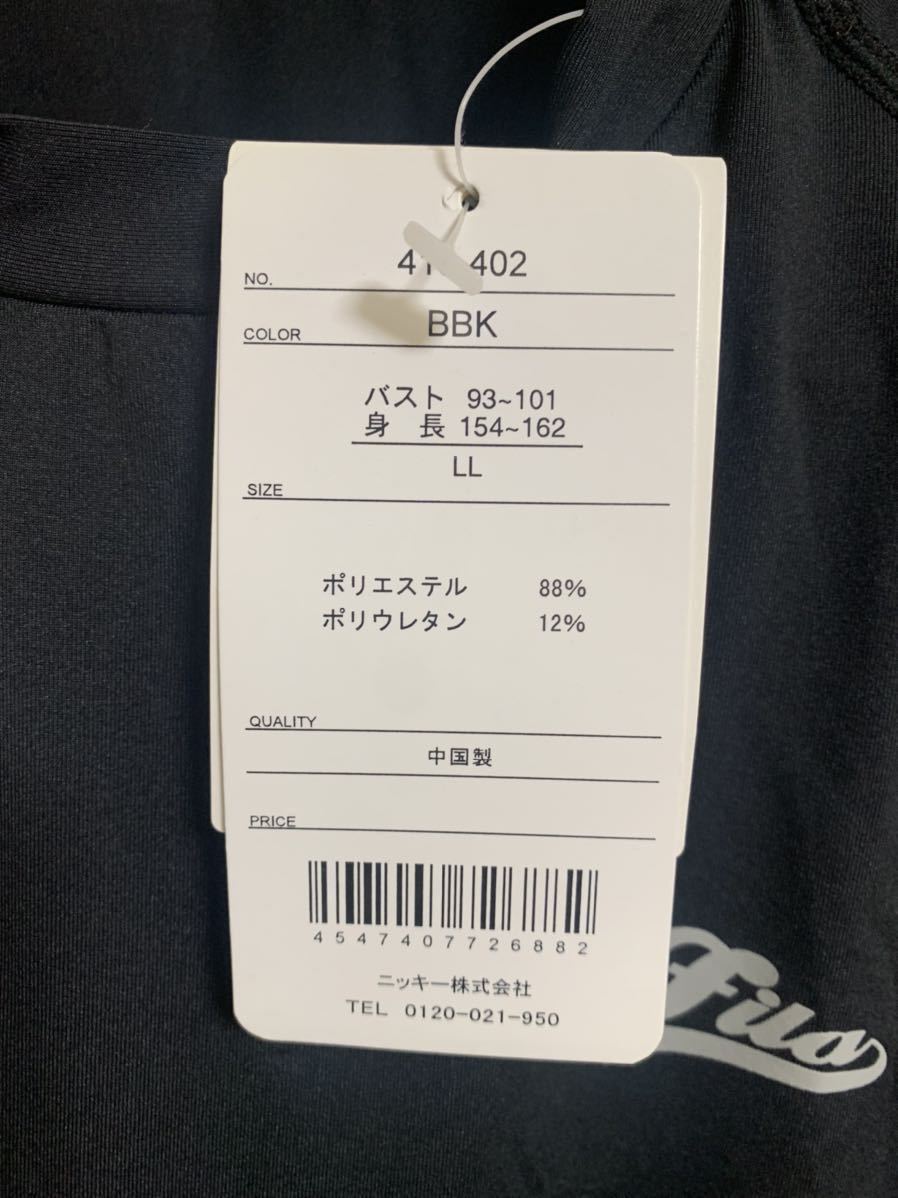 NO. 402
COLOR BBK
バスト 93~101
身 長 154~162
LL
SIZE
ポリエステル 88%
ポリウレタン 12%
QUALITY
中国製
PRICE
4547407726882
ニッキー株式会社
TEL 0120-021-950
Fila